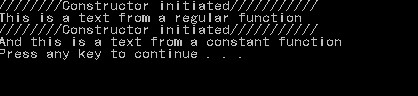 ////////Constructor initiated///////////
This is a text from a regular function
////////Constructor initiated///////////
And this is a text from a constant function
Press any key to continue . . .